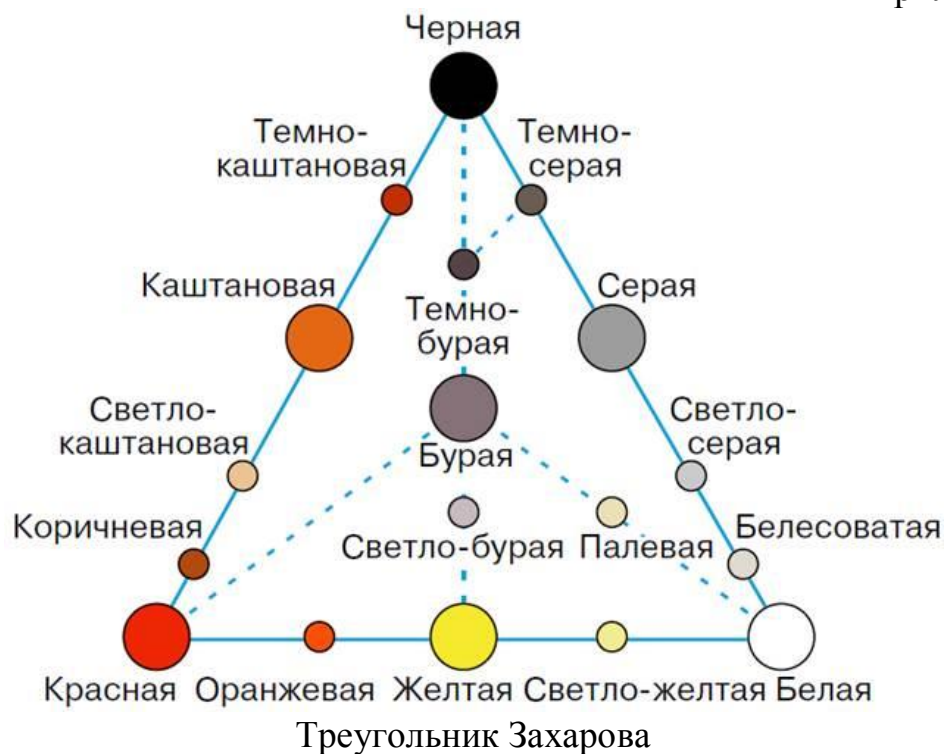 Черная
Темно-
каштановая
Темно-
серая
Каштановая
Темно-
бурая
Серая
Светло-
каштановая
Бурая
Светло-
серая
Коричневая
Светло-бурая
Палевая
Белесоватая
Красная
Оранжевая
Желтая
Светло-желтая
Белая
Треугольник Захарова